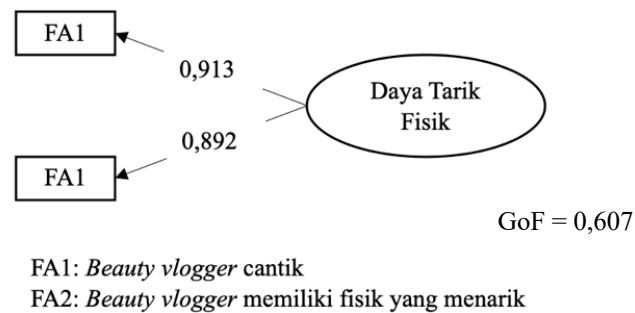 FA1
0,913
Daya Tarik
Fisik
0,892
FA1
GoF = 0,607
FA1: Beauty vlogger cantik
FA2: Beauty vlogger memiliki fisik yang menarik